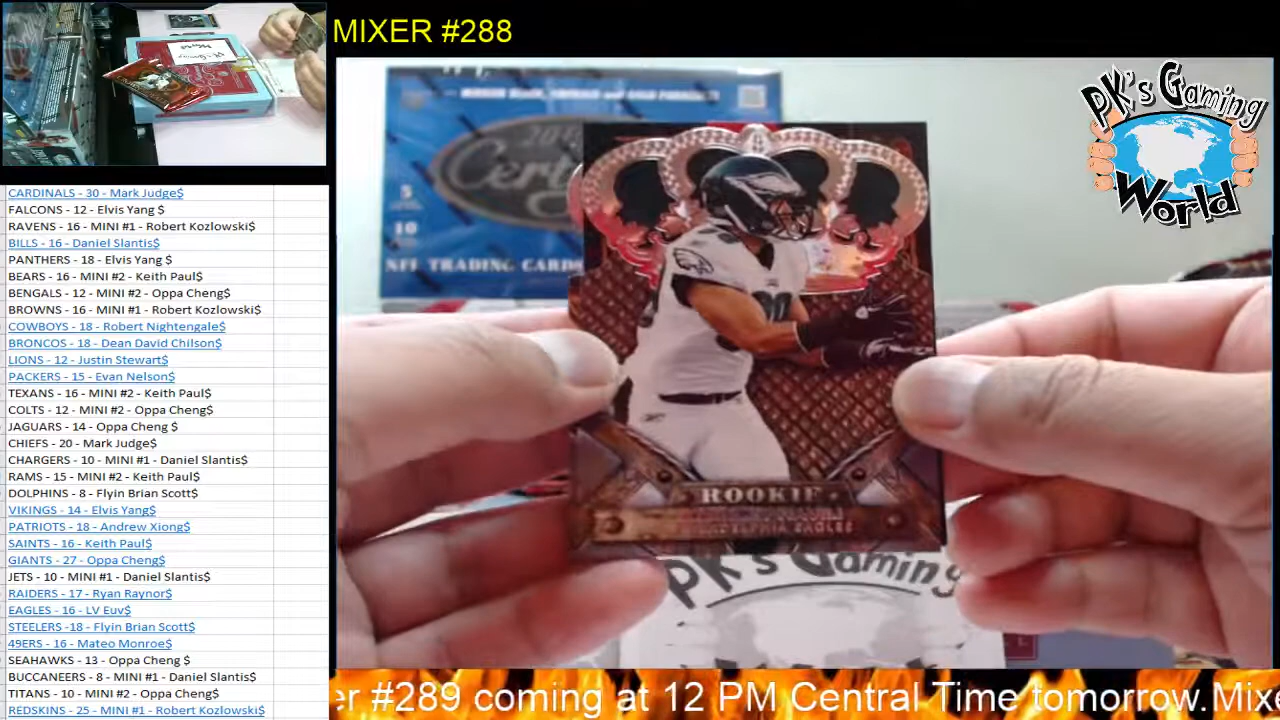 MIXER #288
PK's Gaming
World
CARDINALS - 30 - Mark Judge$
FALCONS - 12 - Elvis Yang $
RAVENS - 16 - MINI #1 - Robert Kozlowski$
BILLS - 16 - Daniel Slantis$
PANTHERS - 18 - Elvis Yang $
BEARS - 16 - MINI #2 - Keith Paul$
BENGALS - 12 - MINI #2 - Oppa Cheng$
BROWNS - 16 - MINI #1 - Robert Kozlowski$
COWBOYS - 18 - Robert Nightengale$
BRONCOS - 18 - Dean David Chilson$
LIONS - 12 - Justin Stewart$
PACKERS - 15 - Evan Nelson$
TEXANS - 16 - MINI #2 - Keith Paul$
COLTS - 12 - MINI #2 - Oppa Cheng$
JAGUARS - 14 - Oppa Cheng $
CHIEFS - 20 - Mark Judge$
CHARGERS - 10 - MINI #1 - Daniel Slantis$
RAMS - 15 - MINI #2 - Keith Paul$
DOLPHINS - 8 - Flyin Brian Scott$
VIKINGS - 14 - Elvis Yang$
PATRIOTS - 18 - Andrew Xiong$
SAINTS - 16 - Keith Paul$
GIANTS - 27 - Oppa Cheng$
JETS - 10 - MINI #1 - Daniel Slantis$
RAIDERS - 17 - Ryan Raynor$
EAGLES - 16 - LV Euv$
STEELERS -18 - Flyin Brian Scott$
49ERS - 16 - Mateo Monroe$
SEAHAWKS - 13 - Oppa Cheng $
BUCCANEERS - 8 - MINI #1 - Daniel Slantis$
TITANS - 10 - MINI #2 - Oppa Cheng$
REDSKINS - 25 - MINI #1 - Robert Kozlowski$
5
10
NFL TRADING CARDS
ROOKIE
PHILADELPHIA EAGLES
PK's Gaming
er #289 coming at 12 PM Central Time tomorrow.Mixe